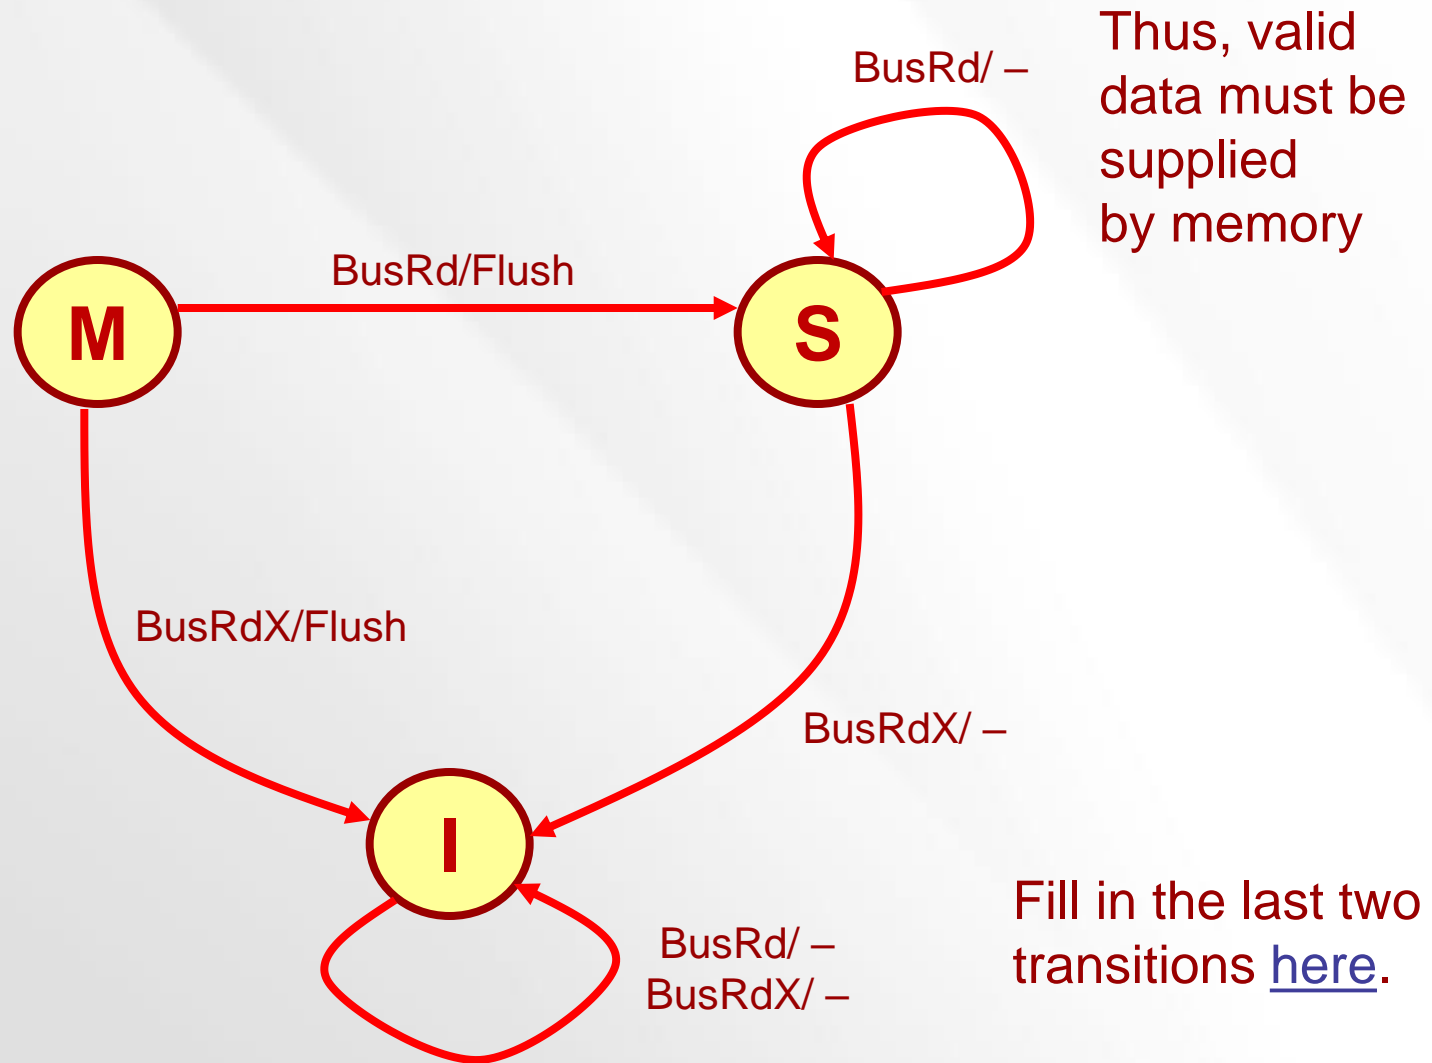 Thus, valid
data must be
supplied
by memory
BusRd/ –
BusRd/Flush
M
S
BusRdX/Flush
BusRdX/ –
I
BusRd/ –
BusRdX/ –
Fill in the last two
transitions here.